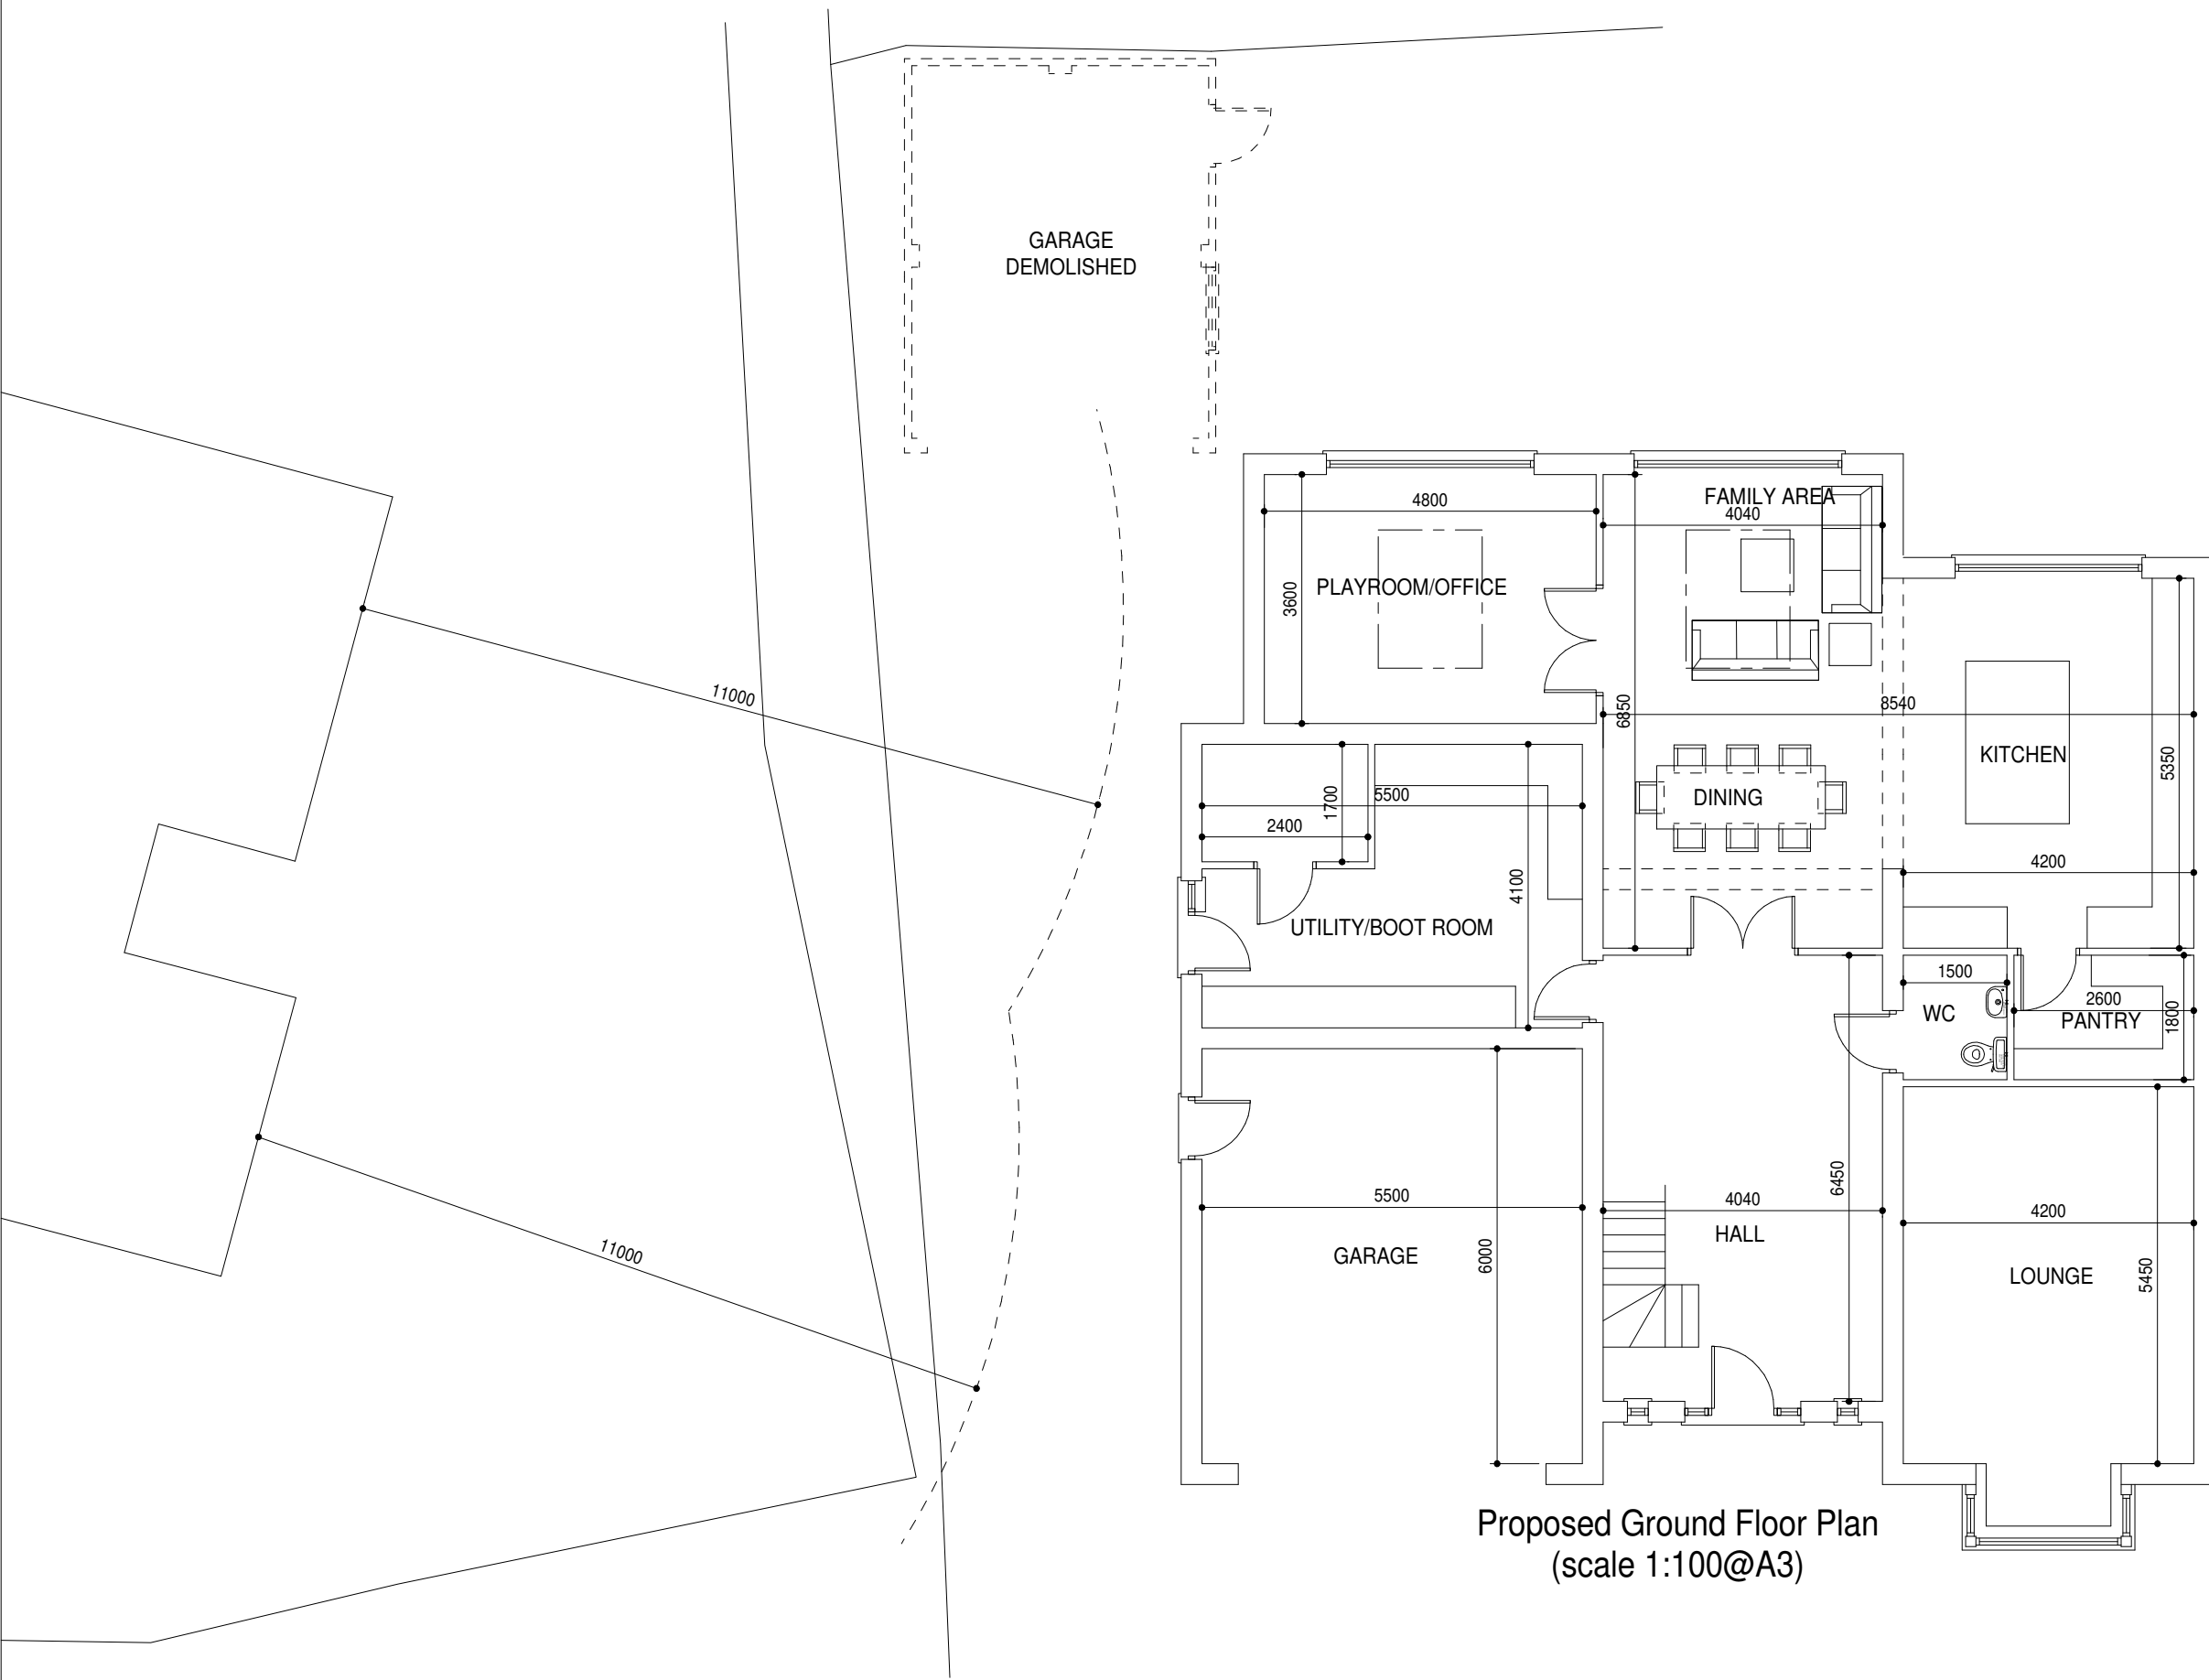 GARAGE
DEMOLISHED
FAMILY AREA
4800
4040
PLAYROOM/OFFICE
3600
11000
6850
8540
KITCHEN
5350
1700
5500
DINING
2400
4200
4100
UTILITY/BOOT ROOM
1500
2600
WC
PANTRY
1800
6450
5500
4040
4200
HALL
11000
GARAGE
6000
LOUNGE
5450
Proposed Ground Floor Plan
(scale 1:100@A3)